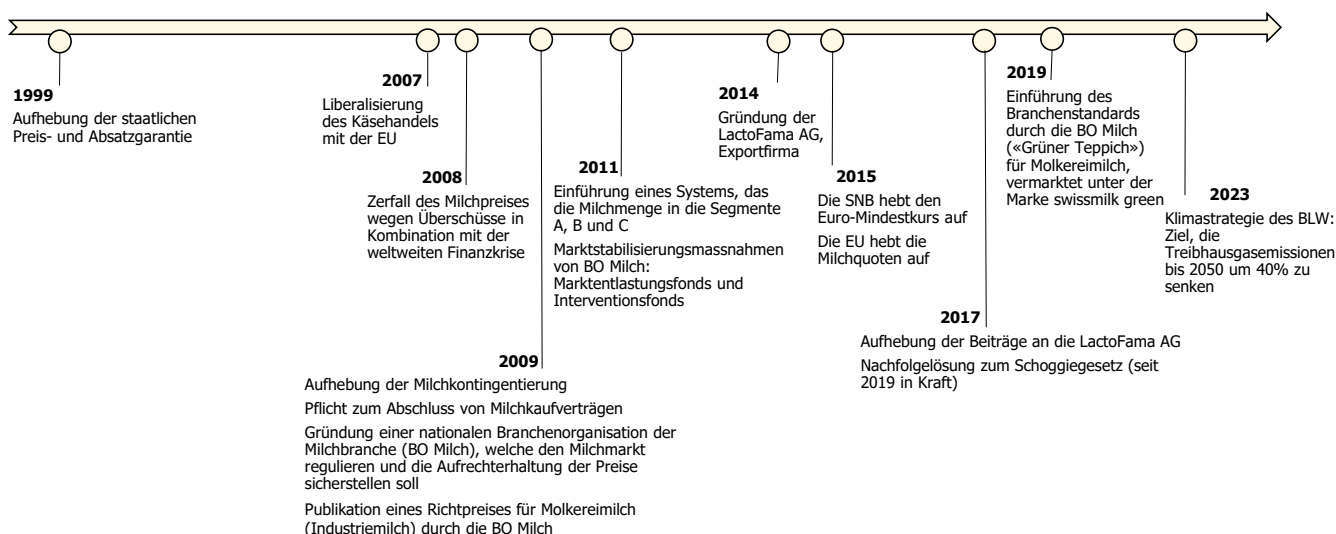 1999
Aufhebung der staatlichen
Preis- und Absatzgarantie
2007
Liberalisierung
des Käsehandels
mit der EU
2008
Zerfall des Milchpreises
wegen Überschüsse in
Kombination mit der
weltweiten Finanzkrise
2009
Aufhebung der Milchkontingentierung
Pflicht zum Abschluss von Milchkaufverträgen
Gründung einer nationalen Branchenorganisation der
Milchbranche (BO Milch), welche den Milchmarkt
regulieren und die Aufrechterhaltung der Preise
sicherstellen soll
Publikation eines Richtpreises für Molkereimilch
(Industriemilch) durch die BO Milch
2011
Einführung eines Systems, das
die Milchmenge in die Segmente
A, B und C
Marktstabilisierungsmassnahmen
von BO Milch:
Marktentlastungsfonds und
Interventionsfonds
2014
Gründung der
LactoFama AG,
Exportfirma
2015
Die SNB hebt den
Euro-Mindestkurs auf
Die EU hebt die
Milchquoten auf
2017
Aufhebung der Beiträge an die LactoFama AG
Nachfolgelösung zum Schoggiegesetz (seit
2019 in Kraft)
2019
Einführung des
Branchenstandards
durch die BO Milch
(«Grüner Teppich»)
für Molkereimilch,
vermarktet unter der
Marke swissmilk green
2023
Klimastrategie des BLW:
Ziel, die
Treibhausgasemissionen
bis 2050 um 40% zu
senken